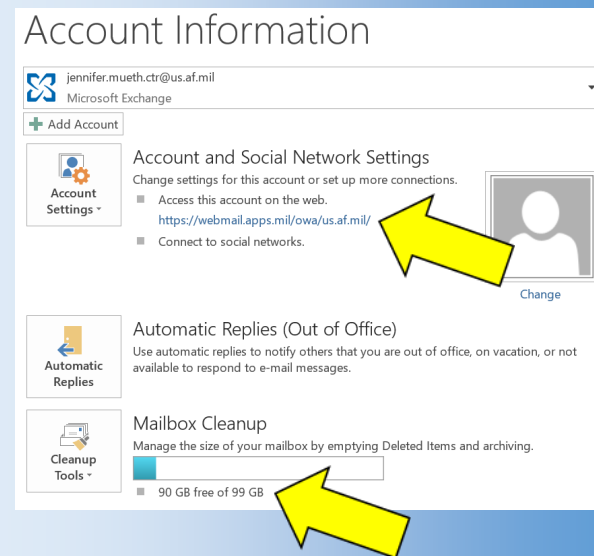 Account Information
jennifer.mueth.ctr@us.af.mil
Microsoft Exchange
Add Account
Account Settings
Account and Social Network Settings
Change settings for this account or set up more connections.
Access this account on the web.
https://webmail.apps.mil/owa/us.af.mil/
Connect to social networks.
Change
Automatic Replies
Automatic Replies (Out of Office)
Use automatic replies to notify others that you are out of office, on vacation, or not
available to respond to e-mail messages.
Cleanup Tools
Mailbox Cleanup
Manage the size of your mailbox by emptying Deleted Items and archiving.
90 GB free of 99 GB